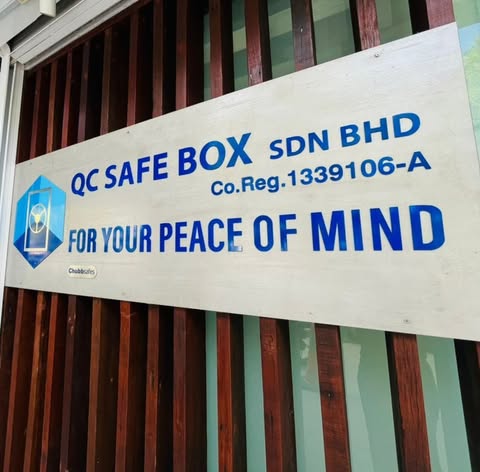 QC SAFE BOX SDN BHD
Co.Reg.1339106-A
FOR YOUR PEACE OF MIND
Chubbsafes